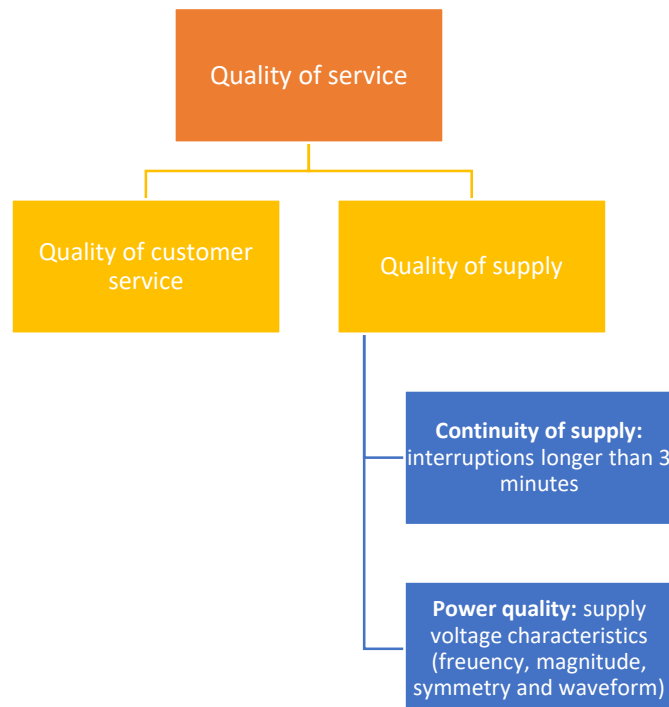 Quality of service
Quality of customer
service
Quality of supply
Continuity of supply:
interruptions longer than 3
minutes
Power quality: supply
voltage characteristics
(freuency, magnitude,
symmetry and waveform)